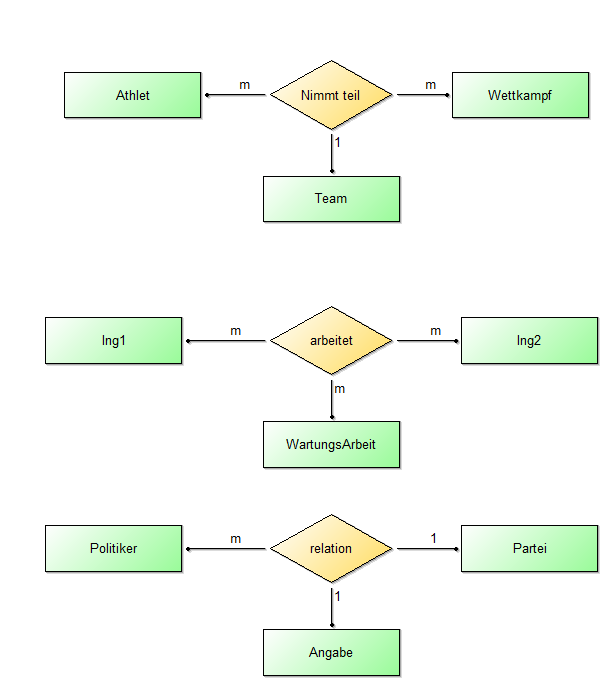 Athlet
m
Nimmt teil
m
Wettkampf
1
Team
Ing1
m
arbeitet
m
Ing2
m
WartungsArbeit
Politiker
m
relation
1
Partei
1
Angabe